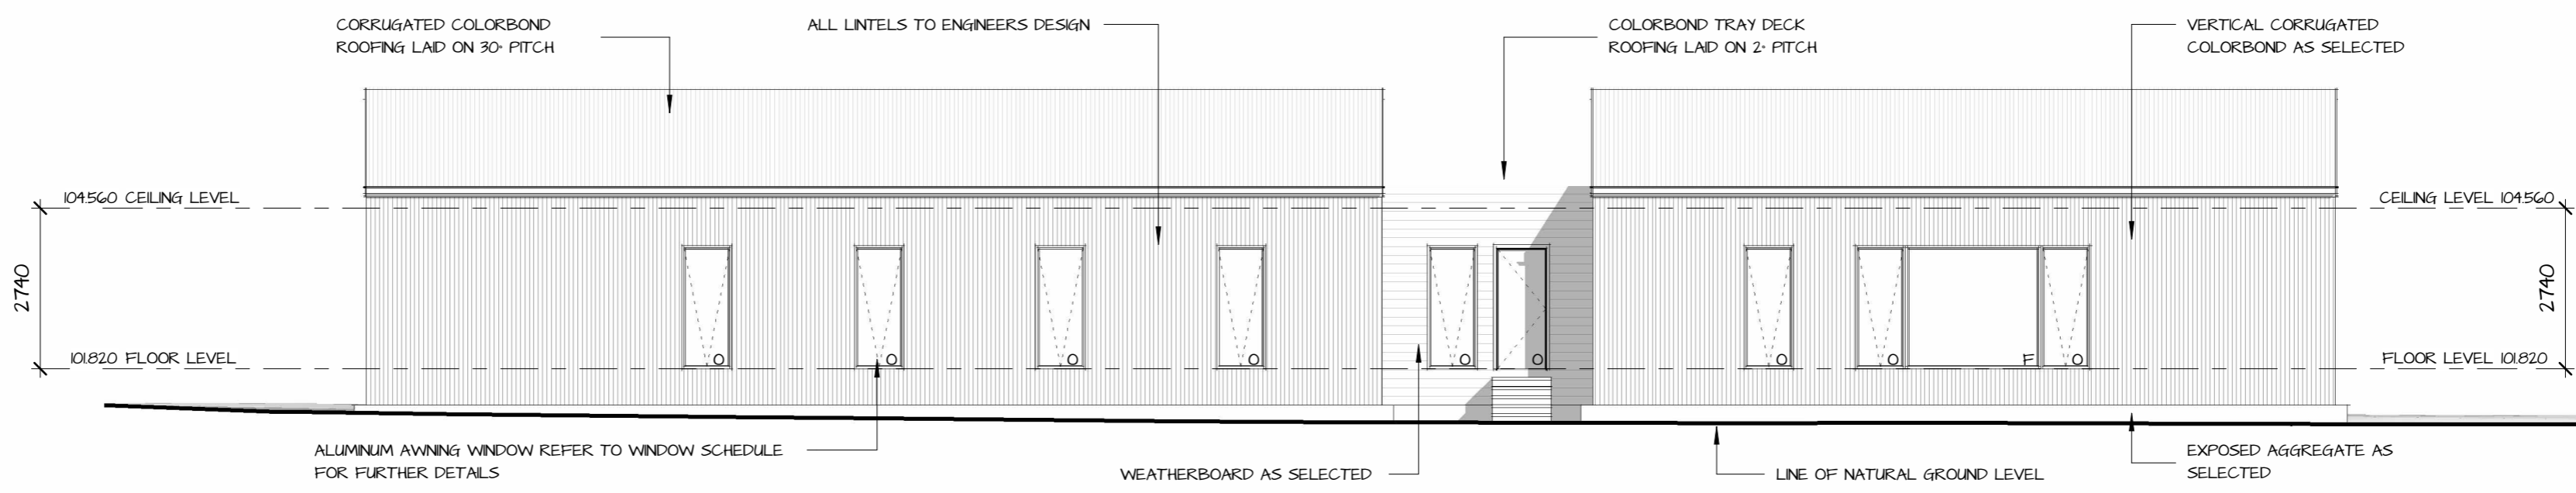 CORRUGATED COLORBOND
ROOFING LAID ON 30° PITCH
ALL LINTELS TO ENGINEERS DESIGN
COLORBOND TRAY DECK
ROOFING LAID ON 2° PITCH
VERTICAL CORRUGATED
COLORBOND AS SELECTED
104.560 CEILING LEVEL
CEILING LEVEL 104.560
2740
2740
101.820 FLOOR LEVEL
O
O
O
O
O
O
O
O
F
O
FLOOR LEVEL 101.820
ALUMINUM AWNING WINDOW REFER TO WINDOW SCHEDULE
FOR FURTHER DETAILS
WEATHERBOARD AS SELECTED
LINE OF NATURAL GROUND LEVEL
EXPOSED AGGREGATE AS
SELECTED